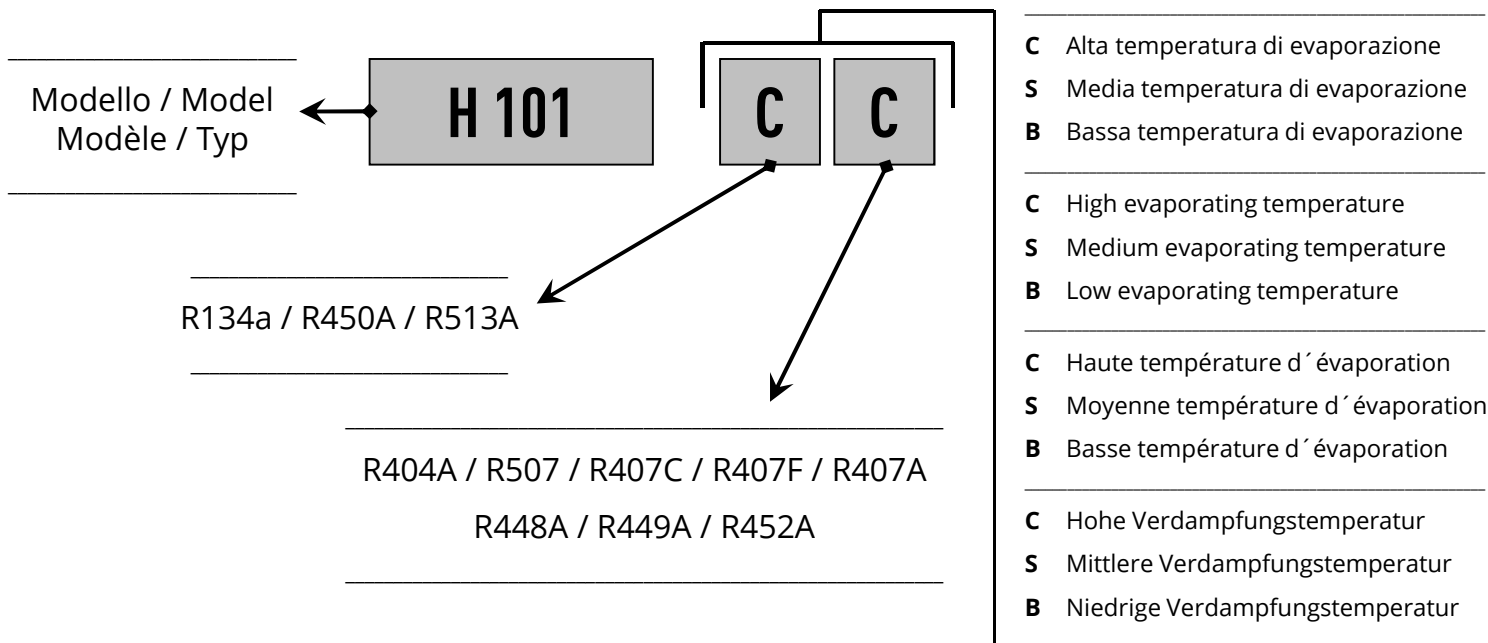 Modello / Model
Modèle / Typ
H 101
C
C
R134a / R450A / R513A
R404A / R507 / R407C / R407F / R407A
R448A / R449A / R452A
C Alta temperatura di evaporazione
S Media temperatura di evaporazione
B Bassa temperatura di evaporazione
C High evaporating temperature
S Medium evaporating temperature
B Low evaporating temperature
C Haute température d´évaporation
S Moyenne température d´évaporation
B Basse température d´évaporation
C Hohe Verdampfungstemperatur
S Mittlere Verdampfungstemperatur
B Niedrige Verdampfungstemperatur